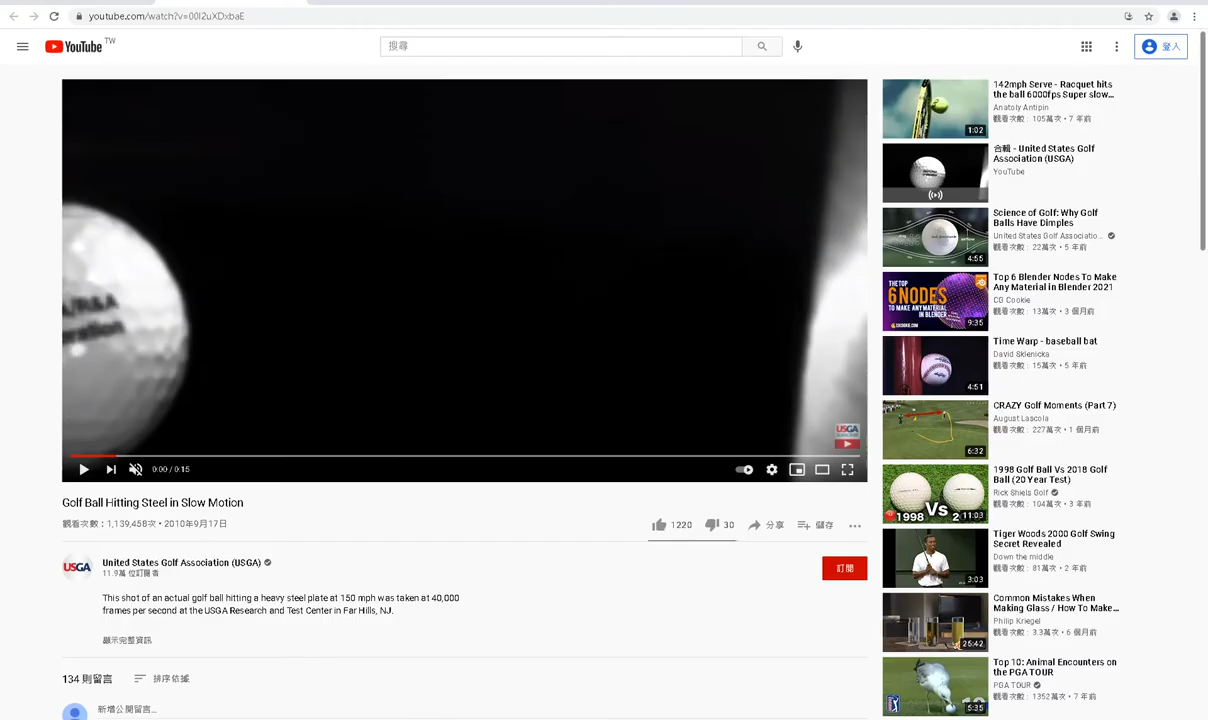 youtube.com/watch?v=00I2uXDxbaE
YouTube TW
搜尋
登入
A/R&A
eration
USGA
SUBSCRIBE
0:00 / 0:15
Golf Ball Hitting Steel in Slow Motion
觀看次數：1,139,458次 • 2010年9月17日
1220
30
分享
儲存
USGA
United States Golf Association (USGA)
11.9萬 位訂閱者
訂閱
This shot of an actual golf ball hitting a heavy steel plate at 150 mph was taken at 40,000
frames per second at the USGA Research and Test Center in Far Hills, NJ.
顯示完整資訊
134 則留言
排序依據
新增公開留言...
142mph Serve - Racquet hits
the ball 6000fps Super slow...
Anatoly Antipin
觀看次數：105萬次 • 7 年前
1:02
合輯 - United States Golf
Association (USGA)
YouTube
Science of Golf: Why Golf
Balls Have Dimples
United States Golf Associatio...
觀看次數：22萬次 • 5 年前
4:55
THE TOP
6 NODES
TO MAKE ANY MATERIAL
IN BLENDER
CGCOOKIE.COM
9:35
Top 6 Blender Nodes To Make
Any Material in Blender 2021
CG Cookie
觀看次數：13萬次 • 3 個月前
Time Warp - baseball bat
David Sklenicka
觀看次數：15萬次 • 5 年前
4:51
CRAZY Golf Moments (Part 7)
August Lascola
觀看次數：227萬次 • 1 個月前
6:32
1998 Vs 2
11:03
1998 Golf Ball Vs 2018 Golf
Ball (20 Year Test)
Rick Shiels Golf
觀看次數：104萬次 • 3 年前
Tiger Woods 2000 Golf Swing
Secret Revealed
Down the middle
觀看次數：81萬次 • 2 年前
3:03
Common Mistakes When
Making Glass / How To Make...
Philip Kriegel
觀看次數：3.3萬次 • 6 個月前
25:42
Top 10: Animal Encounters on
the PGA TOUR
PGA TOUR
觀看次數：1352萬次 • 7 年前
10
5:35